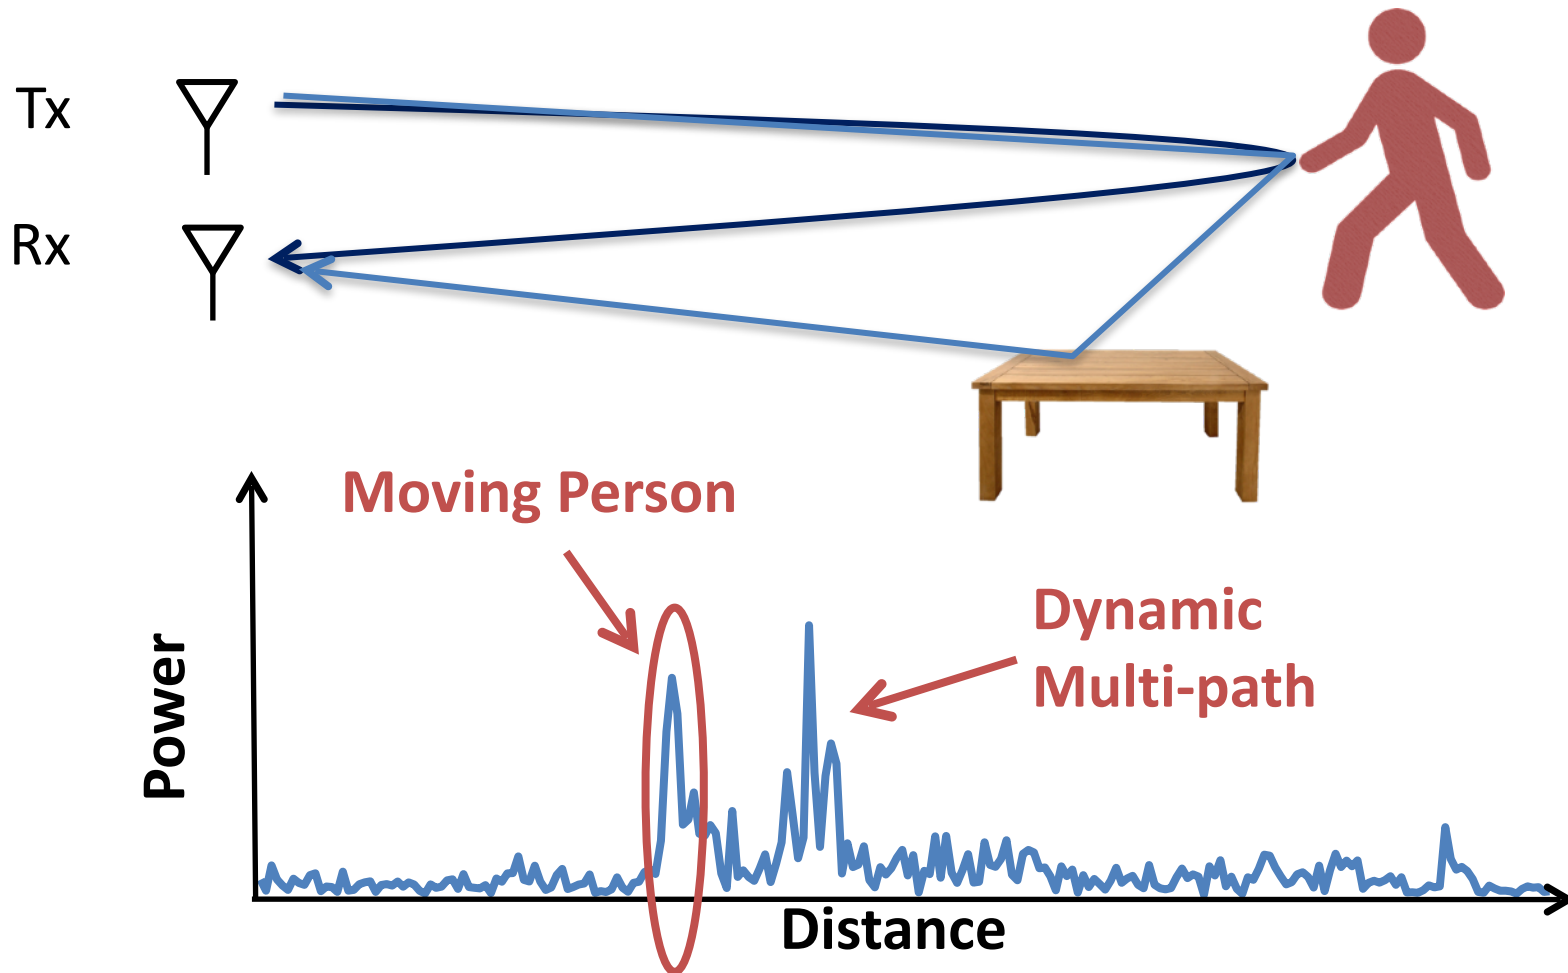 Tx
Rx
Moving Person
Dynamic
Multi-path
Power
Distance